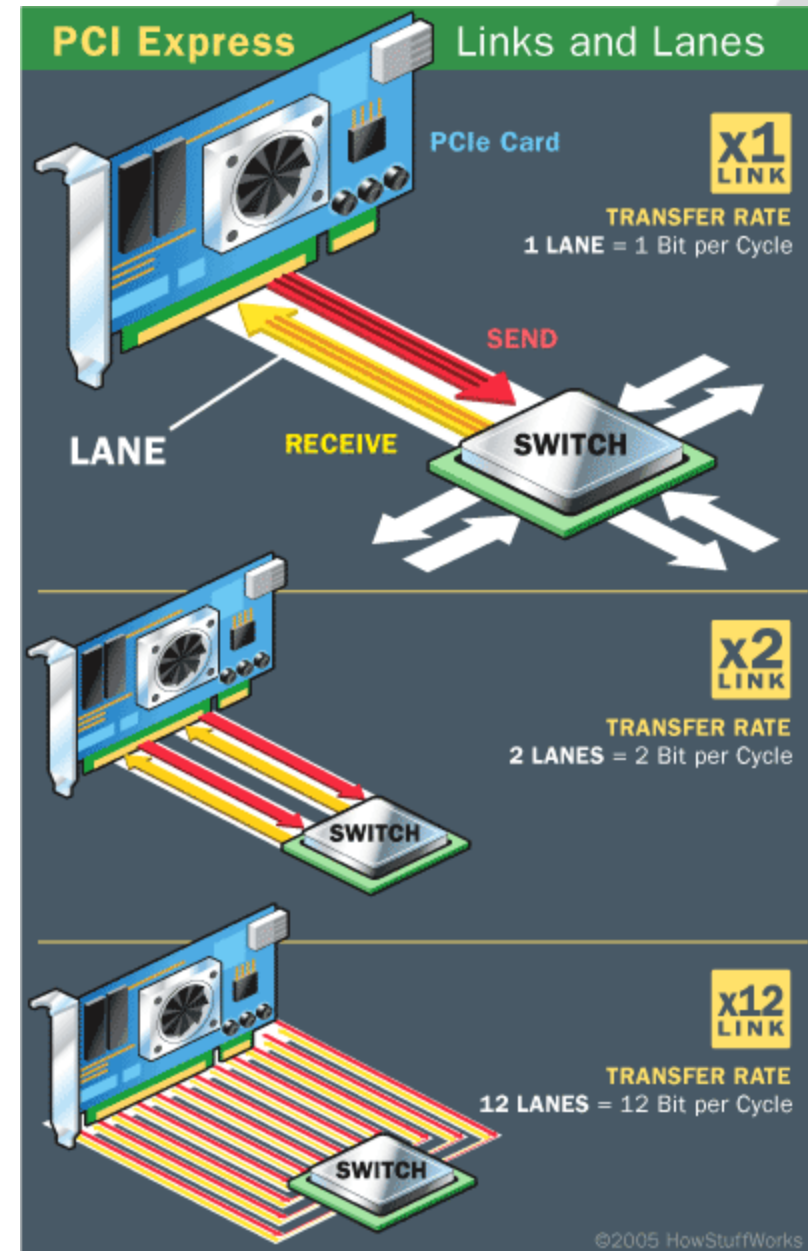 PCI Express Links and Lanes
PCIe Card
x1
LINK
TRANSFER RATE
1 LANE = 1 Bit per Cycle
SEND
LANE
RECEIVE
SWITCH
x2
LINK
TRANSFER RATE
2 LANES = 2 Bit per Cycle
SWITCH
x12
LINK
TRANSFER RATE
12 LANES = 12 Bit per Cycle
SWITCH
©2005 HowStuffWorks